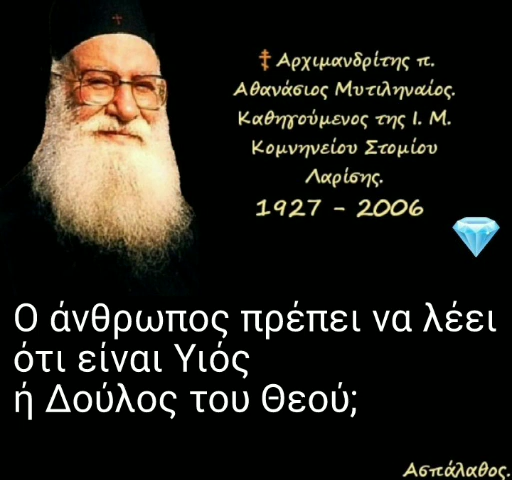 ‡ Αρχιμανδρίτης π.
Αθανάσιος Μυτιληναίος.
Καθηγούμενος της Ι. Μ.
Κομνηνείου Στομίου
Λαρίσης.
1927 - 2006
Ο άνθρωπος πρέπει να λέει
ότι είναι Υιός
ή Δούλος του Θεού;
Ασπάλαθος.